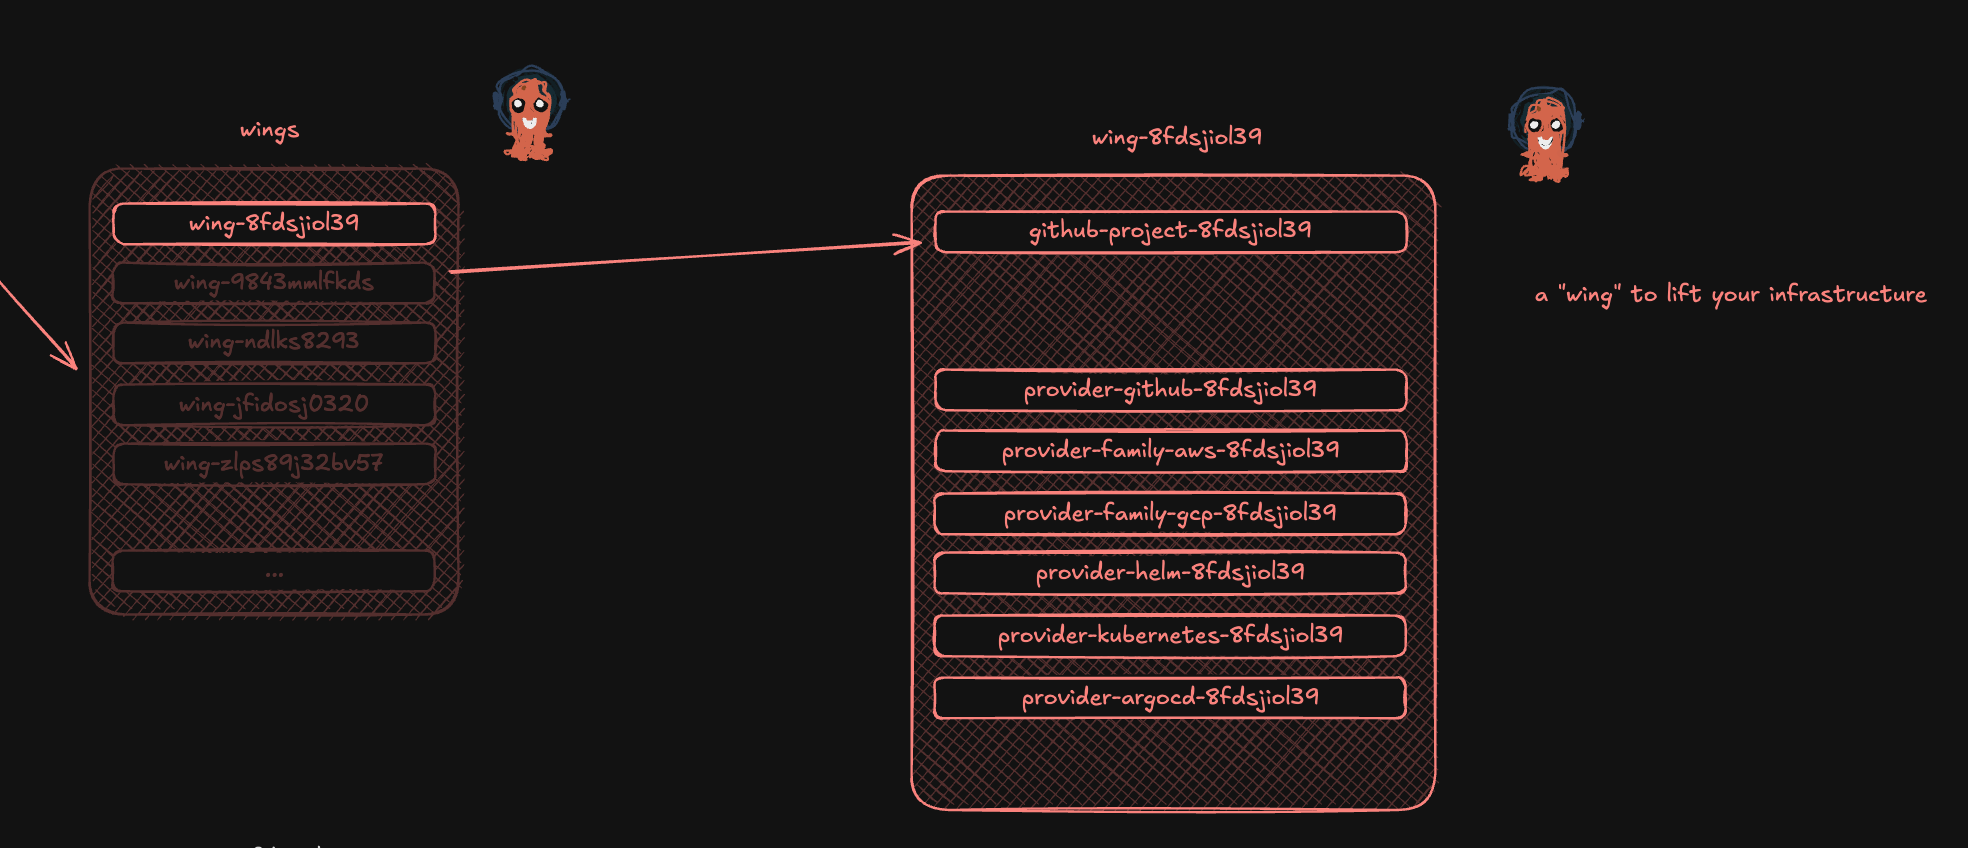 wings
wing-8fdsjiol39
wing-9843mmlfkds
wing-ndlks8293
wing-jfidosj0320
wing-zlps89j32bv57
...
wing-8fdsjiol39
github-project-8fdsjiol39
provider-github-8fdsjiol39
provider-family-aws-8fdsjiol39
provider-family-gcp-8fdsjiol39
provider-helm-8fdsjiol39
provider-kubernetes-8fdsjiol39
provider-argocd-8fdsjiol39
a "wing" to lift your infrastructure